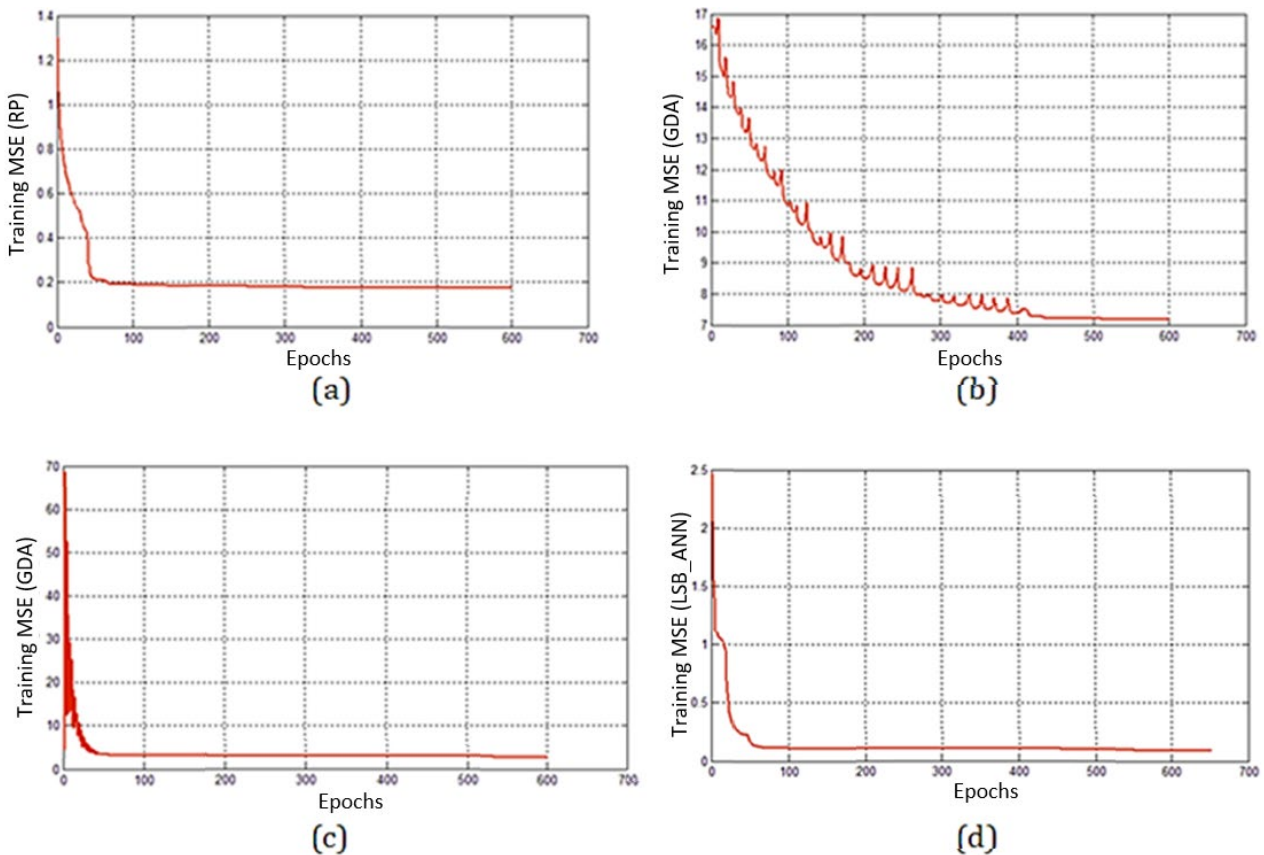 1.4
1.2
1
0.8
0.6
0.4
0.2
0
Training MSE (RP)
0 100 200 300 400 500 600 700
Epochs
(a)
17
16
15
14
13
12
11
10
9
8
7
Training MSE (GDA)
0 100 200 300 400 500 600 700
Epochs
(b)
70
60
50
40
30
20
10
0
Training MSE (GDA)
0 100 200 300 400 500 600 700
Epochs
(c)
2.5
2
1.5
1
0.5
0
Training MSE (LSB_ANN)
0 100 200 300 400 500 600 700
Epochs
(d)